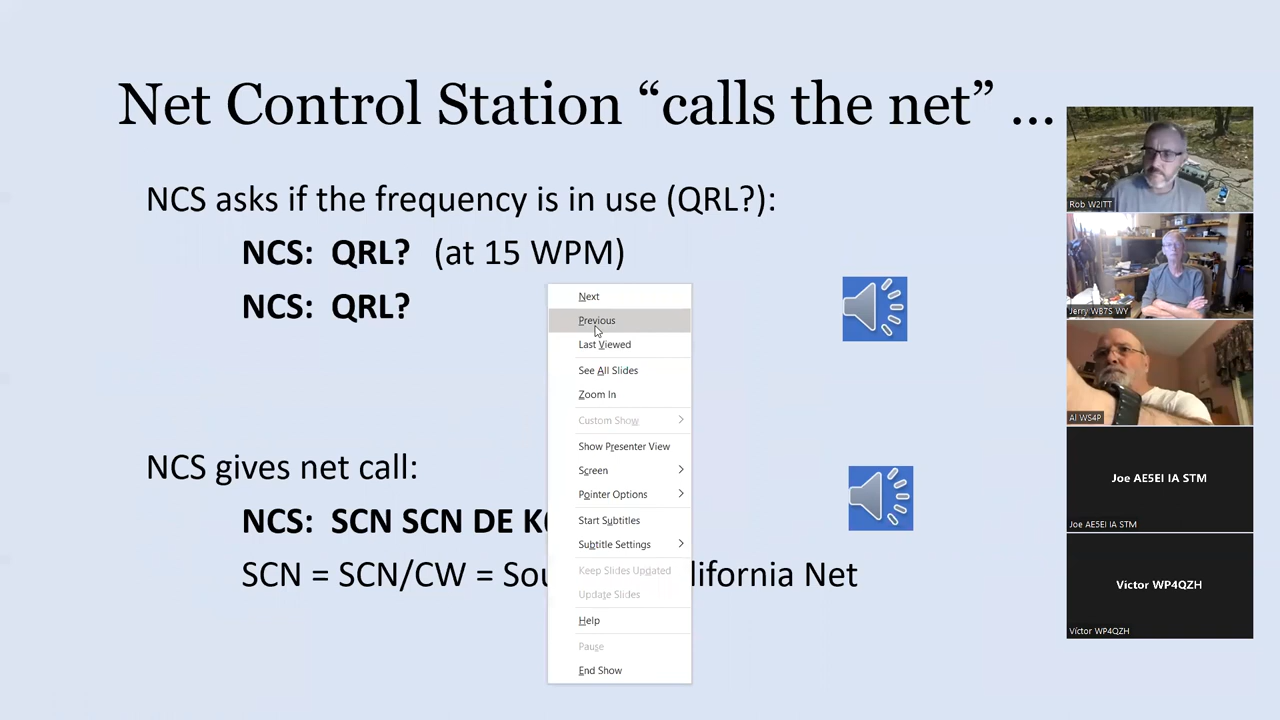 Net Control Station “calls the net” ...
NCS asks if the frequency is in use (QRL?):
NCS: QRL? (at 15 WPM)
NCS: QRL?
NCS gives net call:
NCS: SCN SCN DE
SCN = SCN/CW = Net
Next
Previous
Last Viewed
See All Slides
Zoom In
Custom Show
Show Presenter View
Screen
Pointer Options
Start Subtitles
Subtitle Settings
Keep Slides Updated
Update Slides
Help
Pause
End Show
Rob W2ITT
Jerry WB7S WY
Al WS4P
Joe AE5EI IA STM
Joe AE5EI IA STM
Victor WP4QZH
Víctor WP4QZH